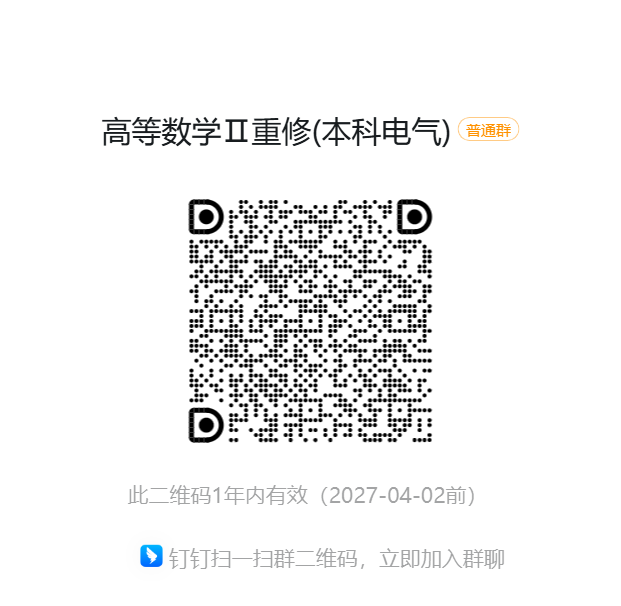 高等数学Ⅱ重修(本科电气) 普通群
此二维码1年内有效（2027-04-02前）
钉钉扫一扫群二维码，立即加入群聊